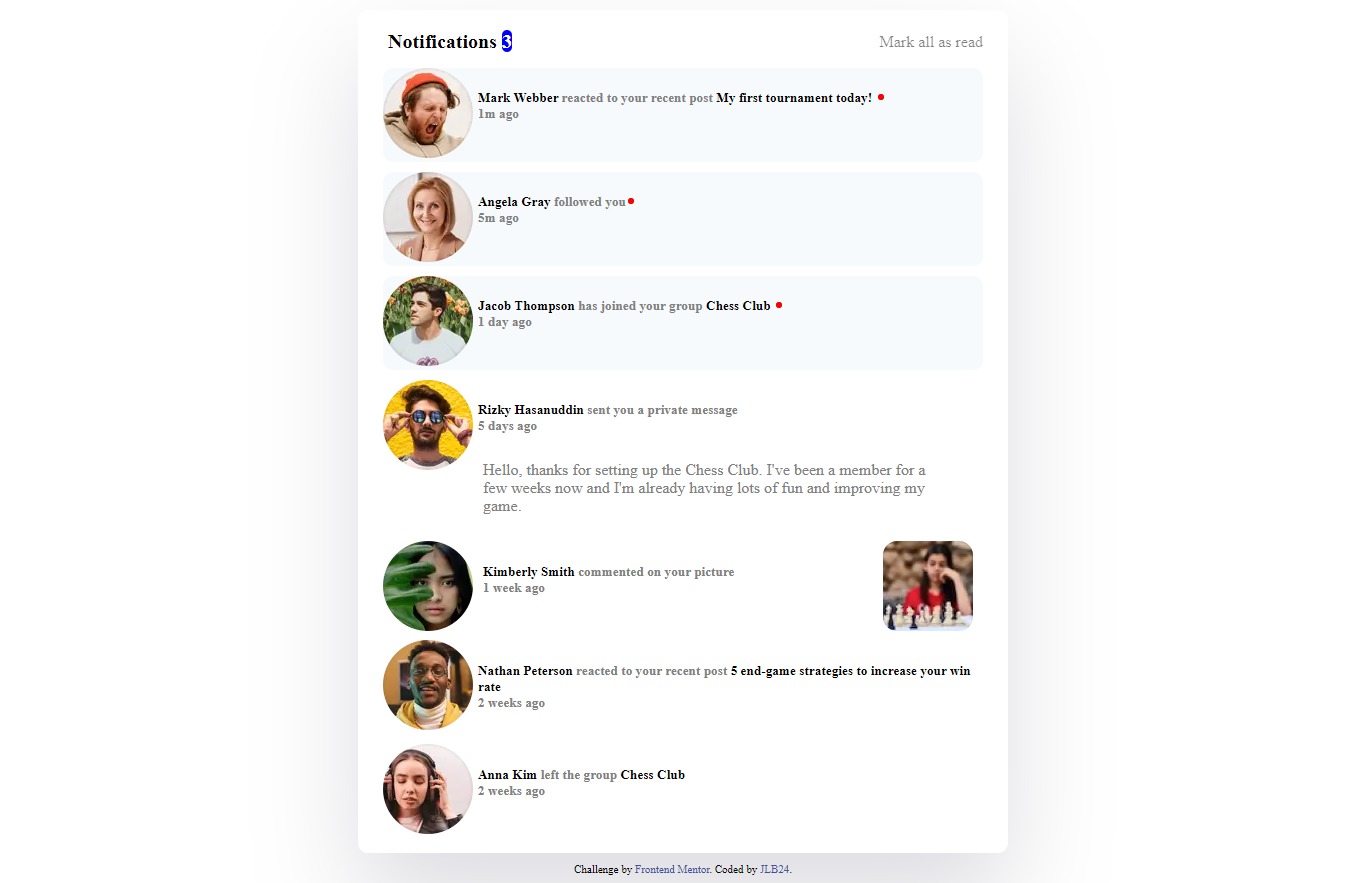 Notifications 3
Mark all as read
Mark Webber reacted to your recent post My first tournament today!
1m ago
Angela Gray followed you
5m ago
Jacob Thompson has joined your group Chess Club
1 day ago
Rizky Hasanuddin sent you a private message
5 days ago
Hello, thanks for setting up the Chess Club. I've been a member for a
few weeks now and I'm already having lots of fun and improving my
game.
Kimberly Smith commented on your picture
1 week ago
Nathan Peterson reacted to your recent post 5 end-game strategies to increase your win
rate
2 weeks ago
Anna Kim left the group Chess Club
2 weeks ago
Challenge by Frontend Mentor. Coded by JLB24.